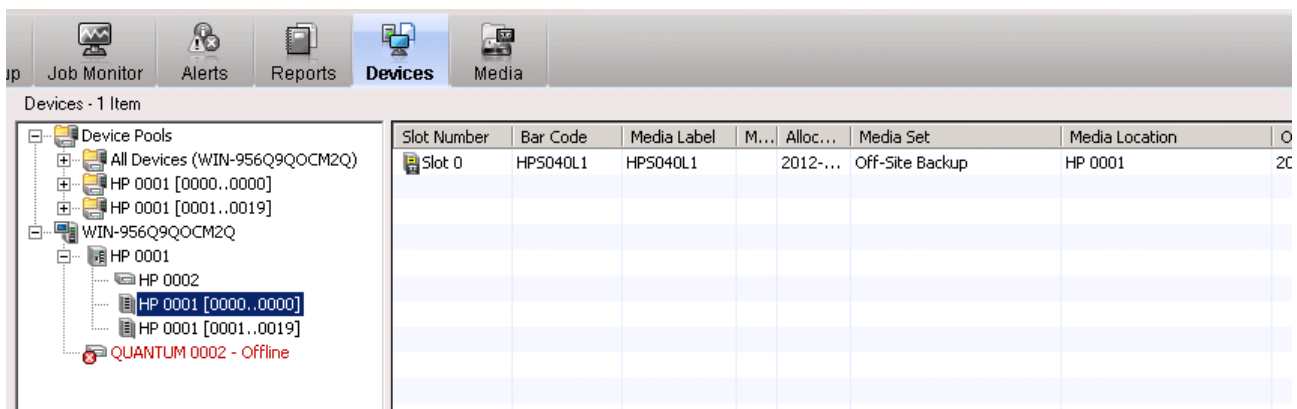 up Job Monitor Alerts Reports Devices Media
Devices - 1 Item
Device Pools
All Devices (WIN-956Q9QOCM2Q)
HP 0001 [0000..0000]
HP 0001 [0001..0019]
WIN-956Q9QOCM2Q
HP 0001
HP 0002
HP 0001 [0000..0000]
HP 0001 [0001..0019]
QUANTUM 0002 - Offline
Slot Number Bar Code Media Label M... Alloc... Media Set Media Location O
Slot 0 HPS040L1 HPS040L1 2012-... Off-Site Backup HP 0001 20